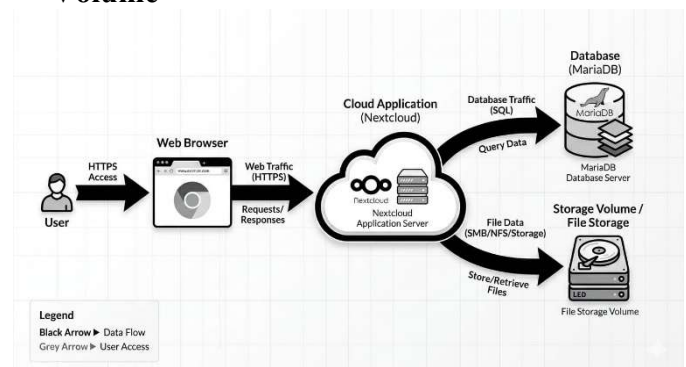 Volume
Database
(MariaDB)
Database Traffic
(SQL)
MariaDB
Query Data
MariaDB
Database Server
Cloud Application
(Nextcloud)
Nextcloud
Nextcloud
Application Server
Web Browser
HTTPS
Access
Web Traffic
(HTTPS)
Requests/
Responses
User
File Data
(SMB/NFS/Storage)
Store/Retrieve
Files
Storage Volume /
File Storage
LED
File Storage Volume
Legend
Black Arrow ▶ Data Flow
Grey Arrow ▶ User Access